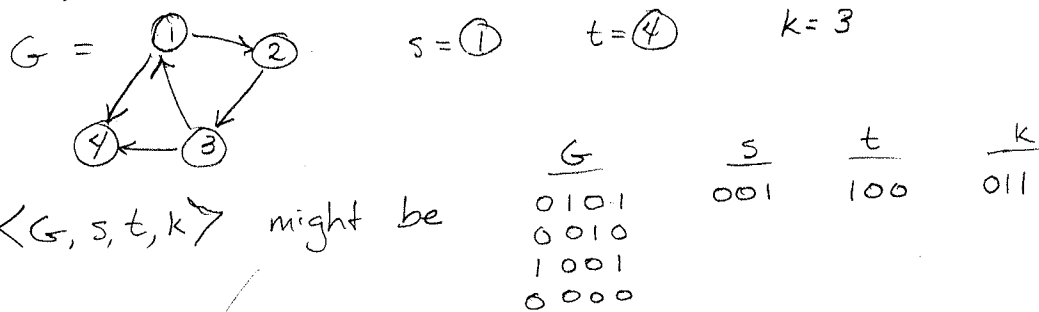 G = ① ② ③ ④ s = ① t = ④ k = 3
G s t k
<G, s, t, k> might be 0101 001 100 011
0010
1001
0000